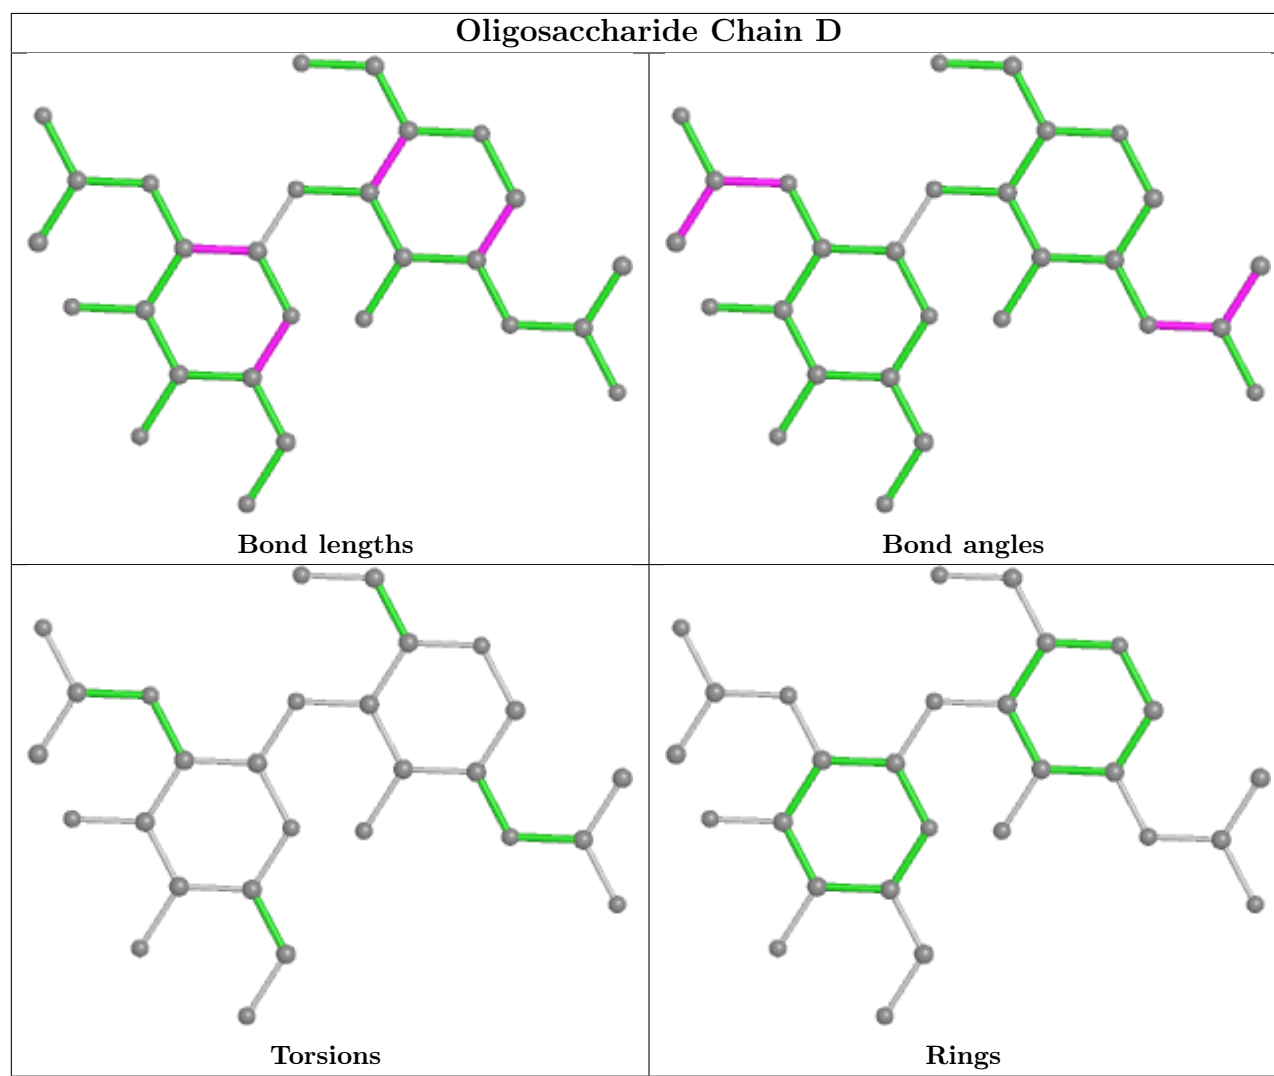 Oligosaccharide Chain D
Bond lengths
Bond angles
Torsions
Rings